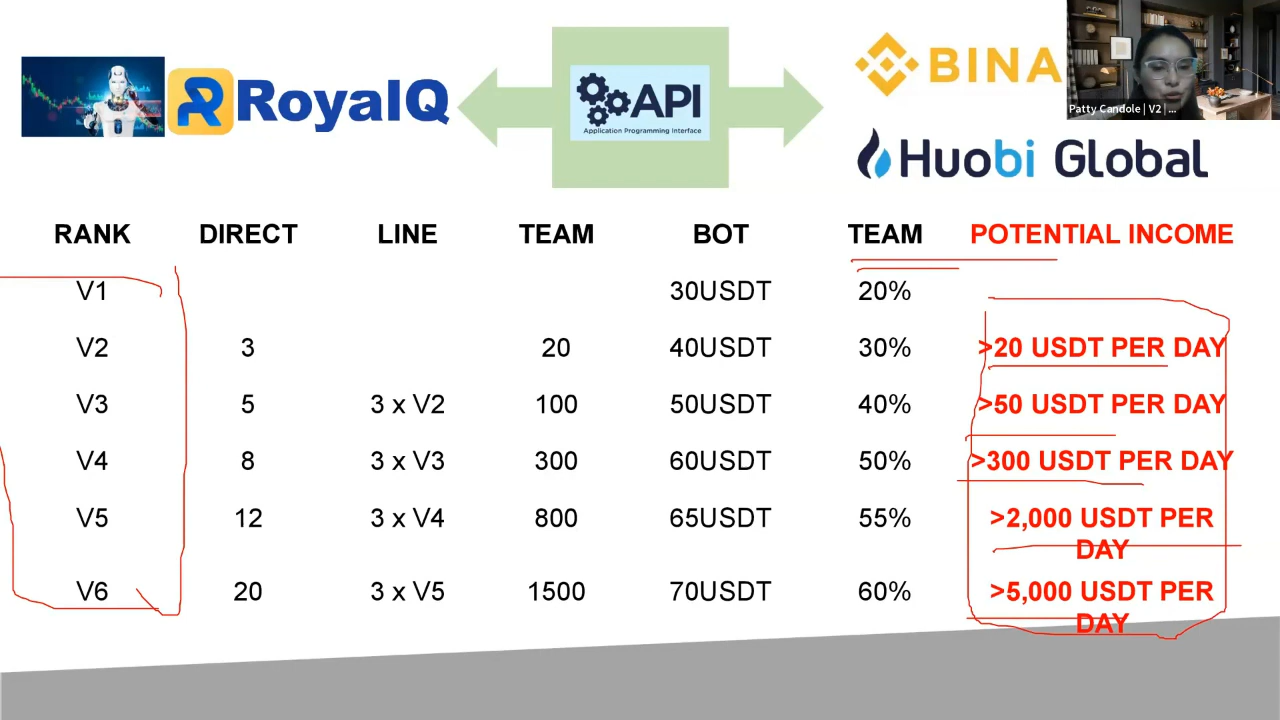 RoyalQ
API
Application Programming Interface
BINA
Patty Candole | V2 | ...
Huobi Global
RANK DIRECT LINE TEAM BOT TEAM POTENTIAL INCOME
V1 30USDT 20%
V2 3 20 40USDT 30% >20 USDT PER DAY
V3 5 3 x V2 100 50USDT 40% >50 USDT PER DAY
V4 8 3 x V3 300 60USDT 50% >300 USDT PER DAY
V5 12 3 x V4 800 65USDT 55% >2,000 USDT PER
DAY
V6 20 3 x V5 1500 70USDT 60% >5,000 USDT PER
DAY